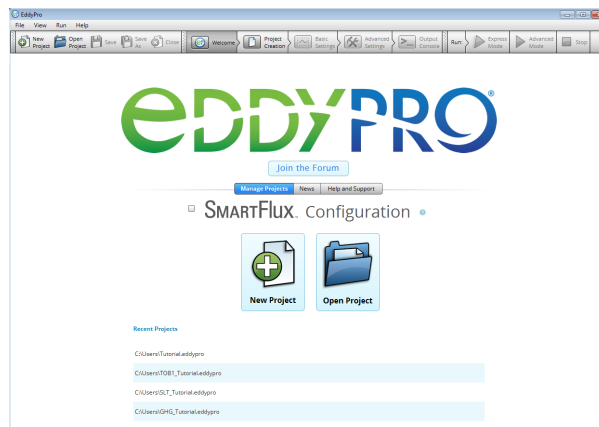 EddyPro
File View Run Help
New Project Open Project Save Save As Close Welcome Project Creation Basic Settings Advanced Settings Output Console Run: Express Mode Advanced Mode Stop
eDDYPRO®
Join the Forum
Manage Projects News Help and Support
SMARTFLUX™ Configuration ?
New Project Open Project
Recent Projects
C:\Users\Tutorial.eddypro
C:\Users\TOB1_Tutorial.eddypro
C:\Users\SLT_Tutorial.eddypro
C:\Users\GHG_Tutorial.eddypro